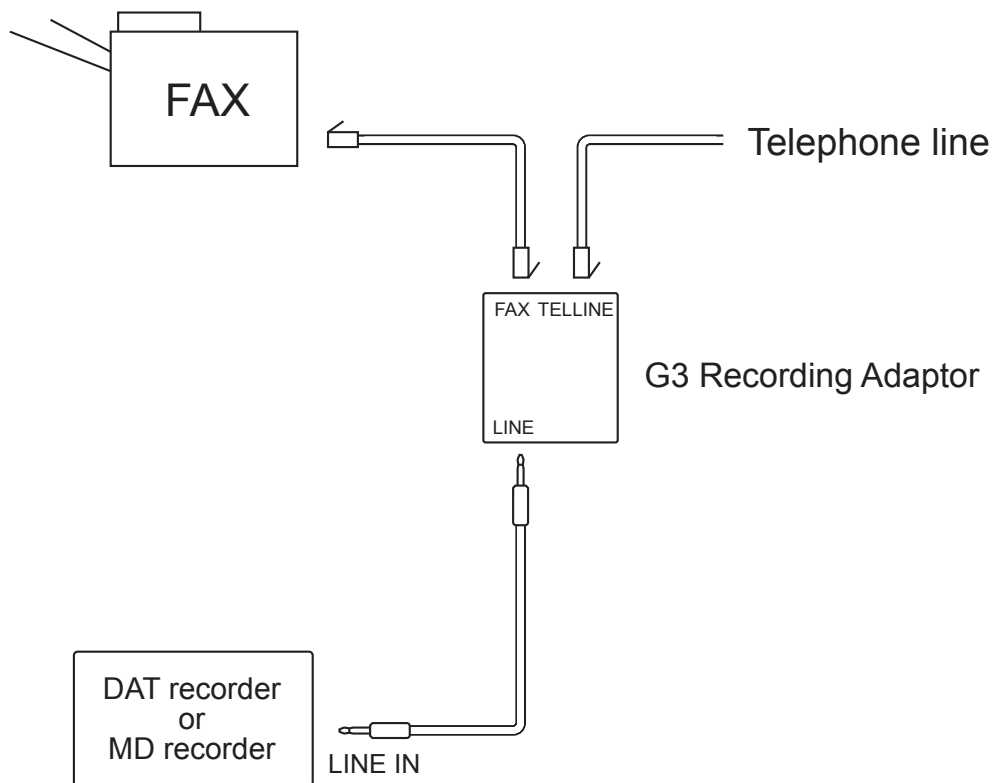 FAX
Telephone line
FAX TELLINE
G3 Recording Adaptor
LINE
DAT recorder
or
MD recorder
LINE IN